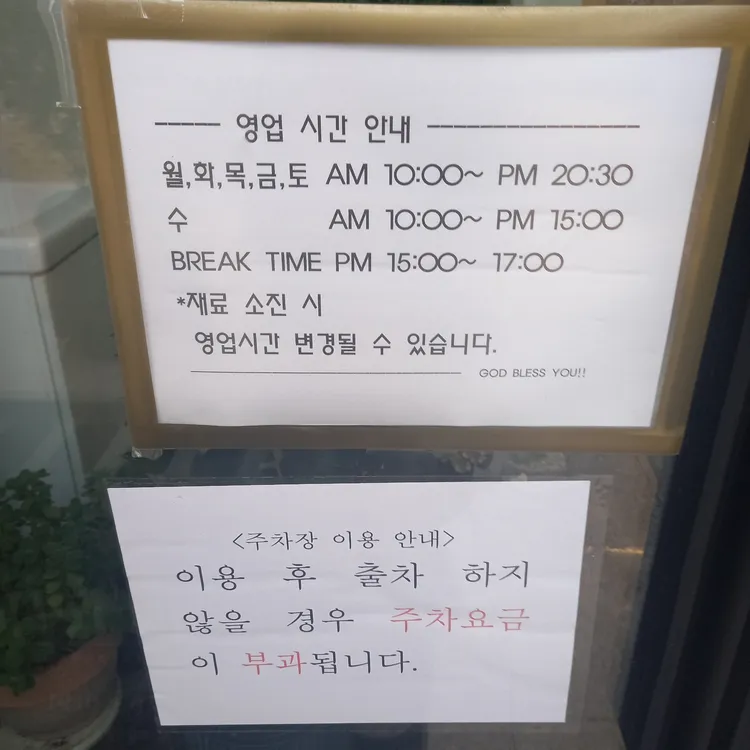 ----- 영업 시간 안내 ----------------
월,화,목,금,토 AM 10:00~ PM 20:30
수 AM 10:00~ PM 15:00
BREAK TIME PM 15:00~ 17:00
*재료 소진 시
영업시간 변경될 수 있습니다.
GOD BLESS YOU!!
<주차장 이용 안내>
이용 후 출차 하지
않을 경우 주차요금
이 부과됩니다.